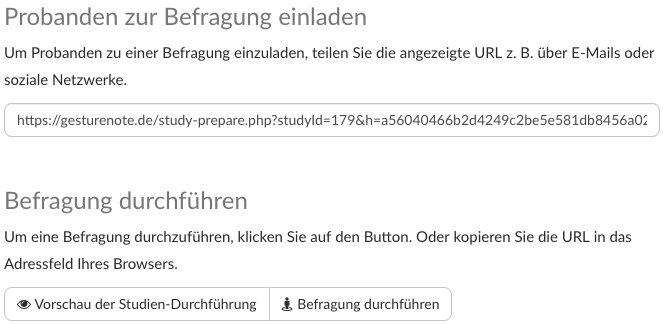 Probanden zur Befragung einladen
Um Probanden zu einer Befragung einzuladen, teilen Sie die angezeigte URL z. B. über E-Mails oder
soziale Netzwerke.
https://gesturenote.de/study-prepare.php?studyId=179&h=a56040466b2d4249c2be5e581db8456a02
Befragung durchführen
Um eine Befragung durchzuführen, klicken Sie auf den Button. Oder kopieren Sie die URL in das
Adressfeld Ihres Browsers.
Vorschau der Studien-Durchführung Befragung durchführen